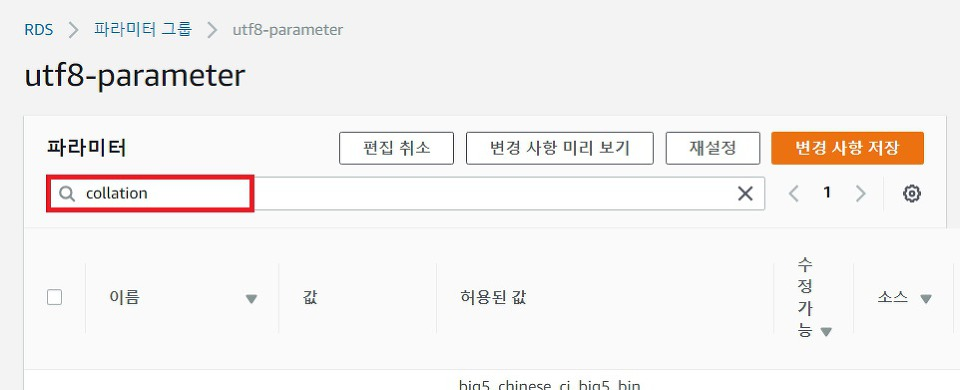 RDS > 파라미터 그룹 > utf8-parameter
utf8-parameter
파라미터 편집 취소 변경 사항 미리 보기 재설정 변경 사항 저장
collation 1
이름 값 허용된 값 수정가능 소스
big5_chinese_ci, big5_bin,